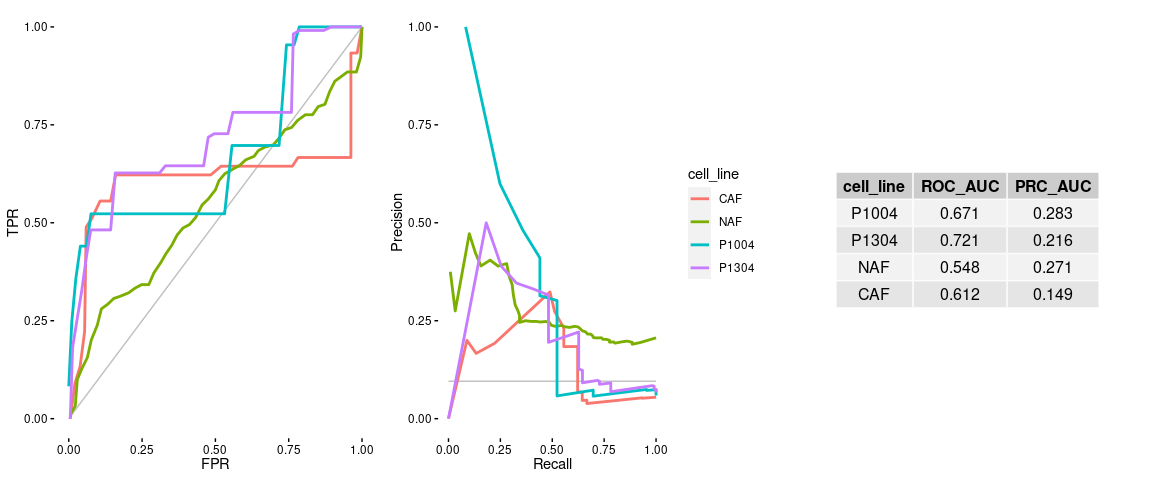 1.00
0.75
0.50
0.25
0.00
TPR
0.00 0.25 0.50 0.75 1.00
FPR
1.00
0.75
0.50
0.25
0.00
Precision
0.00 0.25 0.50 0.75 1.00
Recall
cell_line
CAF
NAF
P1004
P1304
cell_line ROC_AUC PRC_AUC
P1004 0.671 0.283
P1304 0.721 0.216
NAF 0.548 0.271
CAF 0.612 0.149